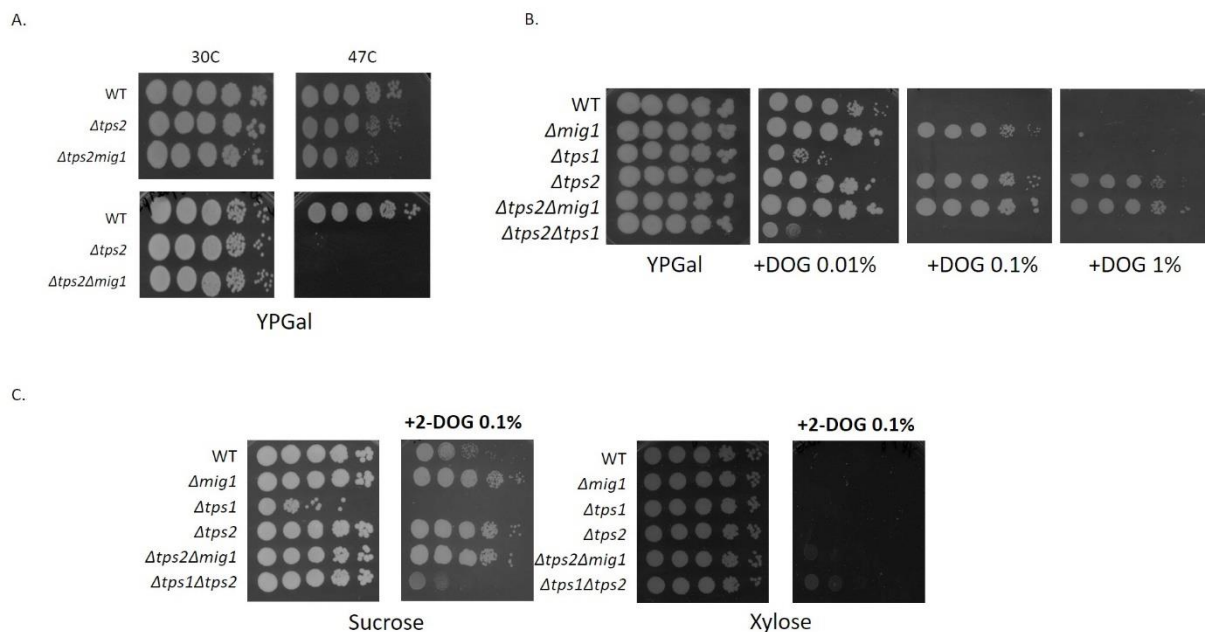 A.
30C 47C
WT
Δtps2
Δtps2mig1
WT
Δtps2
Δtps2Δmig1
YPGal
B.
WT
Δmig1
Δtps1
Δtps2
Δtps2Δmig1
Δtps2Δtps1
YPGal +DOG 0.01% +DOG 0.1% +DOG 1%
C.
+2-DOG 0.1%
WT
Δmig1
Δtps1
Δtps2
Δtps2Δmig1
Δtps1Δtps2
Sucrose
+2-DOG 0.1%
WT
Δmig1
Δtps1
Δtps2
Δtps2Δmig1
Δtps1Δtps2
Xylose